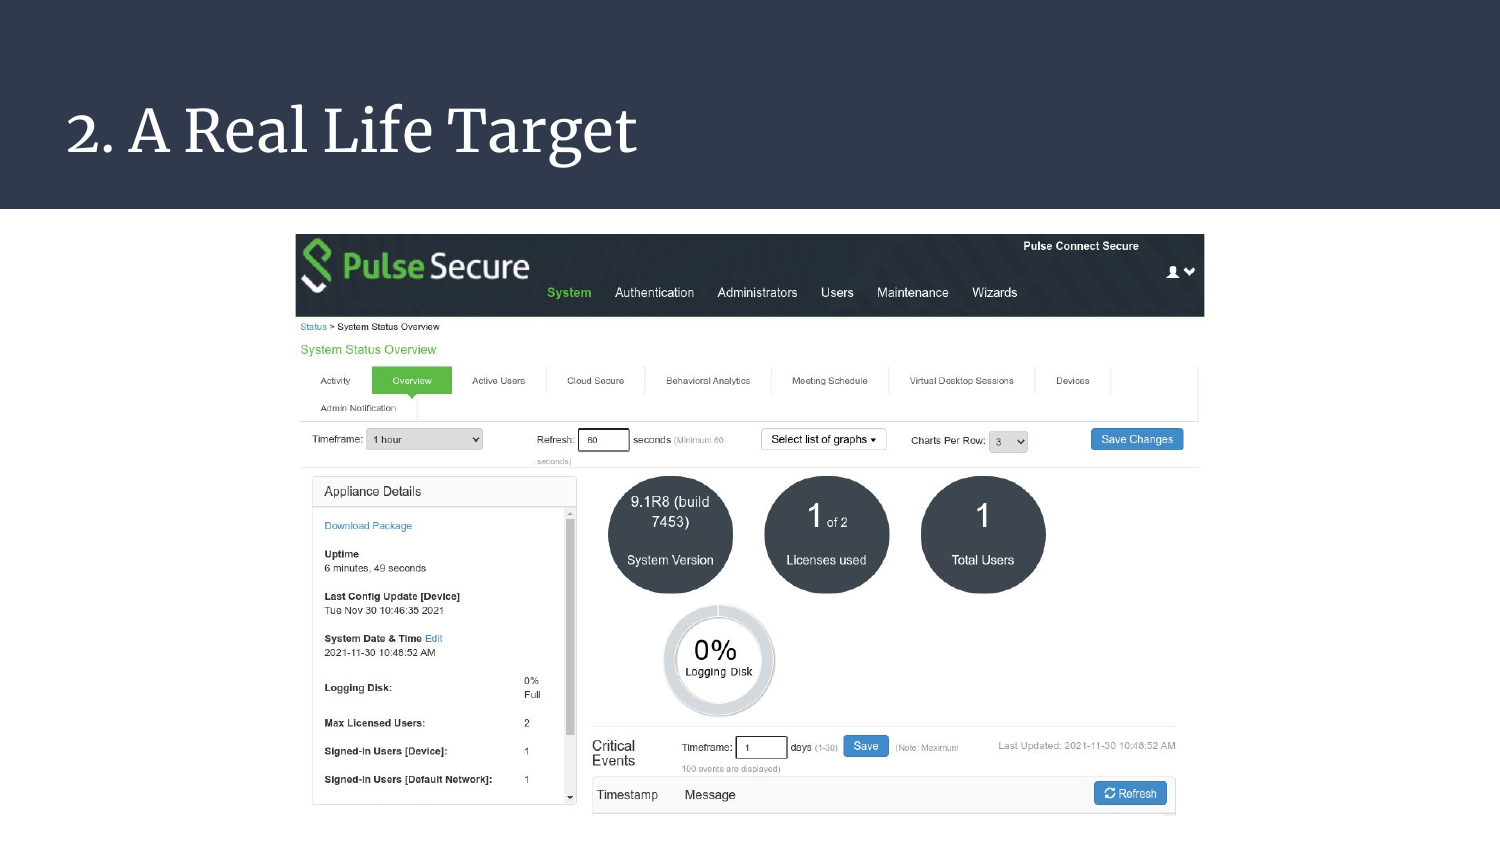 2. A Real Life Target
Pulse Secure
Pulse Connect Secure
System Authentication Administrators Users Maintenance Wizards
Status > System Status Overview
System Status Overview
Activity Overview Active Users Cloud Secure Behavioral Analytics Meeting Schedule Virtual Desktop Sessions Devices
Admin Notification
Timeframe: 1 hour Refresh: 60 seconds (Minimum 60 Select list of graphs Charts Per Row: 3 Save Changes
seconds)
Appliance Details
Download Package
Uptime
6 minutes, 49 seconds
Last Config Update [Device]
Tue Nov 30 10:46:35 2021
System Date & Time Edit
2021-11-30 10:48:52 AM
Logging Disk: 0%
Full
Max Licensed Users: 2
Signed-In Users [Device]: 1
Signed-In Users [Default Network]: 1
9.1R8 (build
7453)
System Version
1 of 2
Licenses used
1
Total Users
0%
Logging Disk
Critical
Events
Timeframe: 1 days (1-30) Save (Note: Maximum
100 events are displayed)
Last Updated: 2021-11-30 10:48:52 AM
Timestamp Message Refresh